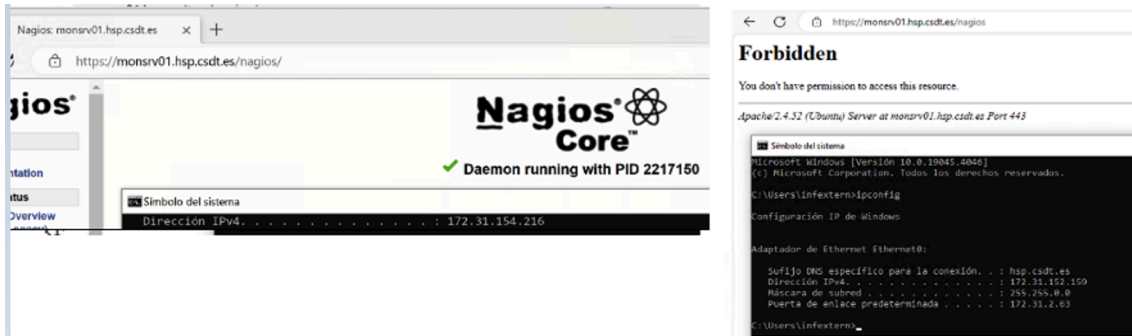 Nagios: monsrv01.hsp.csdt.es
https://monsrv01.hsp.csdt.es/nagios/
gios®
ntation
tus
Overview
Nagios®
Core™
Daemon running with PID 2217150
Símbolo del sistema
Dirección IPv4. . . . . . . . . . . . . . : 172.31.154.216
https://monsrv01.hsp.csdt.es/nagios
Forbidden
You don't have permission to access this resource.
Apache/2.4.52 (Ubuntu) Server at monsrv01.hsp.csdt.es Port 443
Símbolo del sistema
Microsoft Windows [Versión 10.0.19045.4046]
(c) Microsoft Corporation. Todos los derechos reservados.
C:\Users\infextern>ipconfig
Configuración IP de Windows
Adaptador de Ethernet Ethernet0:
Sufijo DNS específico para la conexión. . : hsp.csdt.es
Dirección IPv4. . . . . . . . . . . . . . : 172.31.152.159
Máscara de subred . . . . . . . . . . . . : 255.255.0.0
Puerta de enlace predeterminada . . . . . : 172.31.2.63
C:\Users\infextern>